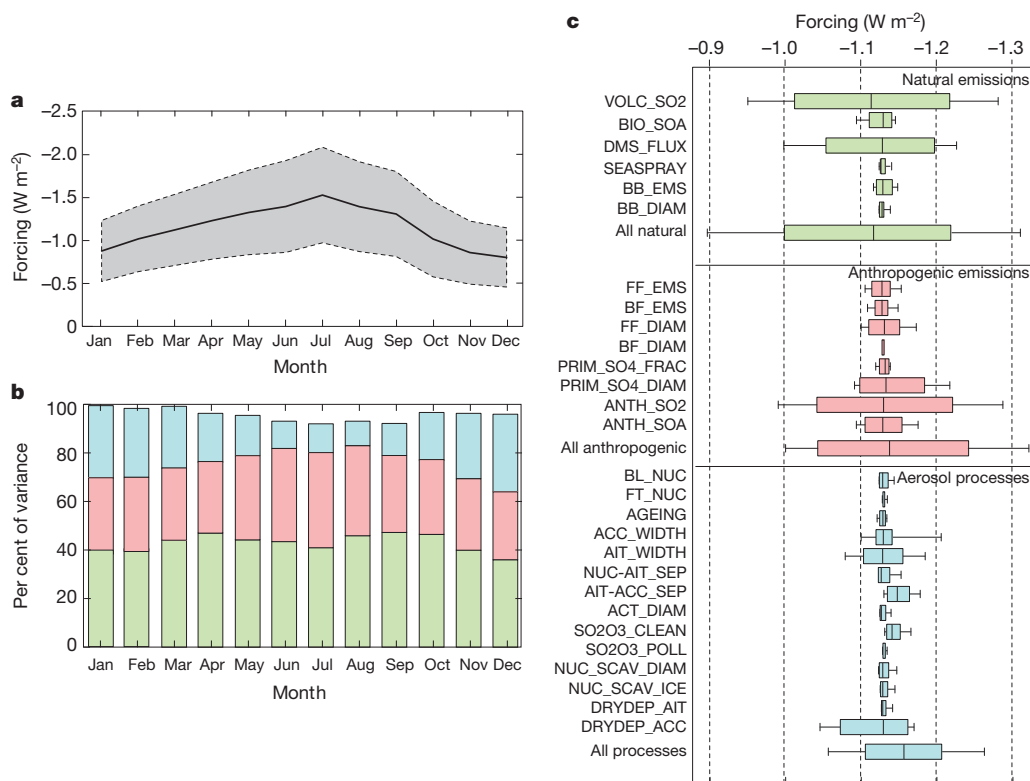 a
Forcing (W m−2)
−2.5
−2.0
−1.5
−1.0
−0.5
0
Jan Feb Mar Apr May Jun Jul Aug Sep Oct Nov Dec
Month
b
Per cent of variance
100
80
60
40
20
0
Jan Feb Mar Apr May Jun Jul Aug Sep Oct Nov Dec
Month
c
Forcing (W m−2)
−0.9 −1.0 −1.1 −1.2 −1.3
Natural emissions
VOLC_SO2
BIO_SOA
DMS_FLUX
SEASPRAY
BB_EMS
BB_DIAM
All natural
Anthropogenic emissions
FF_EMS
BF_EMS
FF_DIAM
BF_DIAM
PRIM_SO4_FRAC
PRIM_SO4_DIAM
ANTH_SO2
ANTH_SOA
All anthropogenic
Aerosol processes
BL_NUC
FT_NUC
AGEING
ACC_WIDTH
AIT_WIDTH
NUC-AIT_SEP
AIT-ACC_SEP
ACT_DIAM
SO2O3_CLEAN
SO2O3_POLL
NUC_SCAV_DIAM
NUC_SCAV_ICE
DRYDEP_AIT
DRYDEP_ACC
All processes